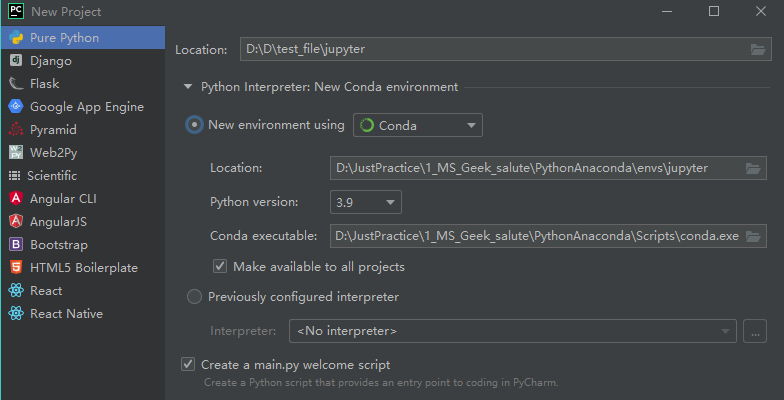 PC New Project
Pure Python
dj Django
Flask
Google App Engine
Pyramid
Web2Py
Scientific
Angular CLI
AngularJS
Bootstrap
HTML5 Boilerplate
React
React Native
Location: D:\D\test_file\jupyter
Python Interpreter: New Conda environment
New environment using Conda
Location: D:\JustPractice\1_MS_Geek_salute\PythonAnaconda\envs\jupyter
Python version: 3.9
Conda executable: D:\JustPractice\1_MS_Geek_salute\PythonAnaconda\Scripts\conda.exe
Make available to all projects
Previously configured interpreter
Interpreter: <No interpreter> ...
Create a main.py welcome script
Create a Python script that provides an entry point to coding in PyCharm.